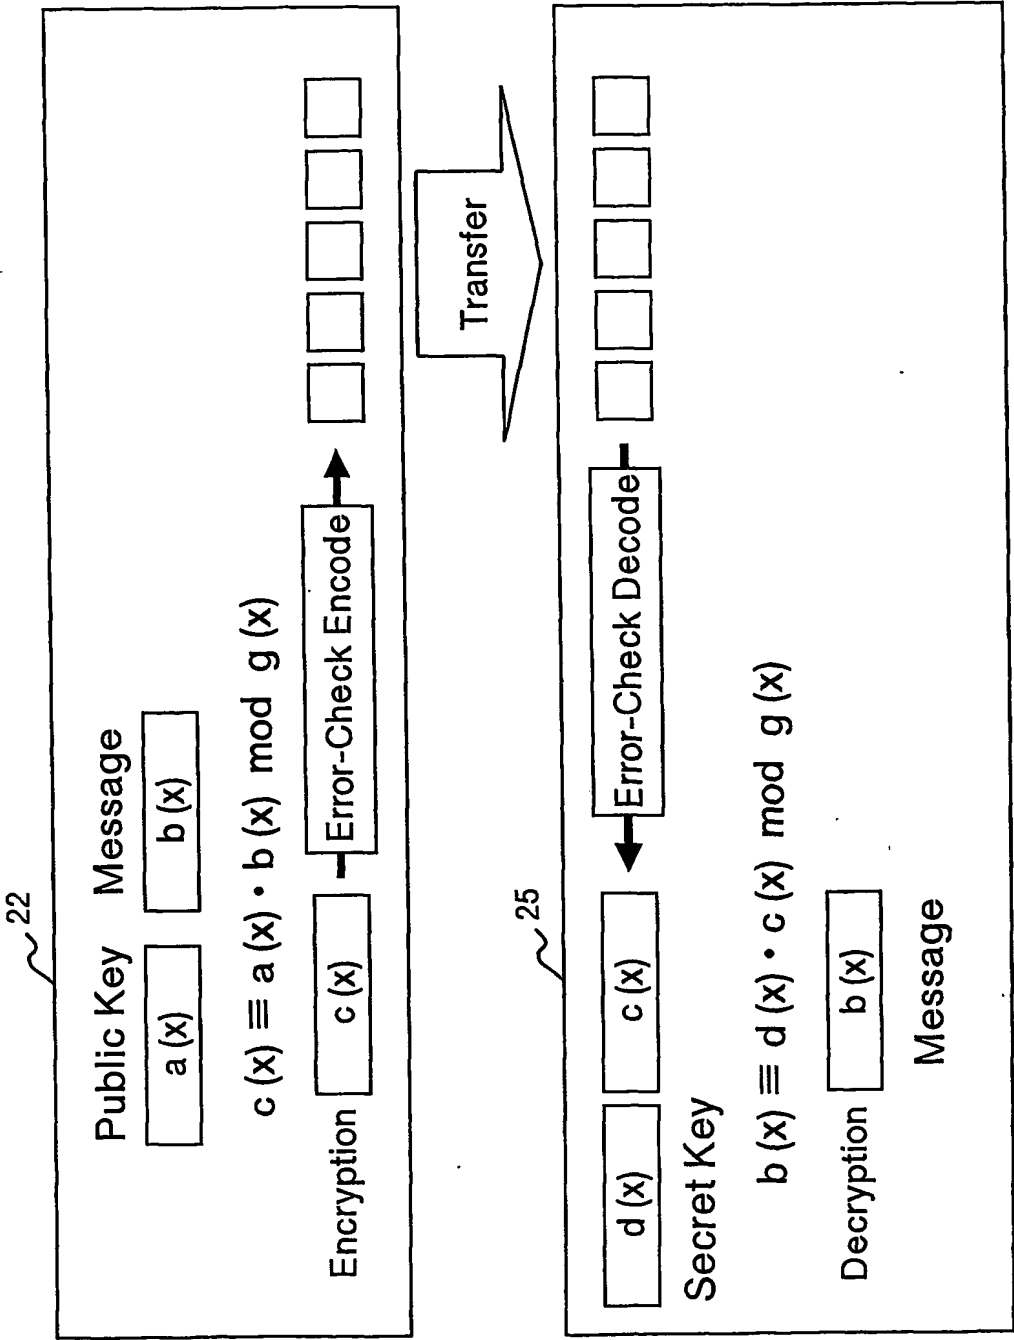 22
Public Key Message
a (x) b (x)
c (x) ≡ a (x) • b (x) mod g (x)
Encryption c (x) Error-Check Encode
Transfer
25
d (x) c (x) Error-Check Decode
Secret Key
b (x) ≡ d (x) • c (x) mod g (x)
Decryption b (x)
Message